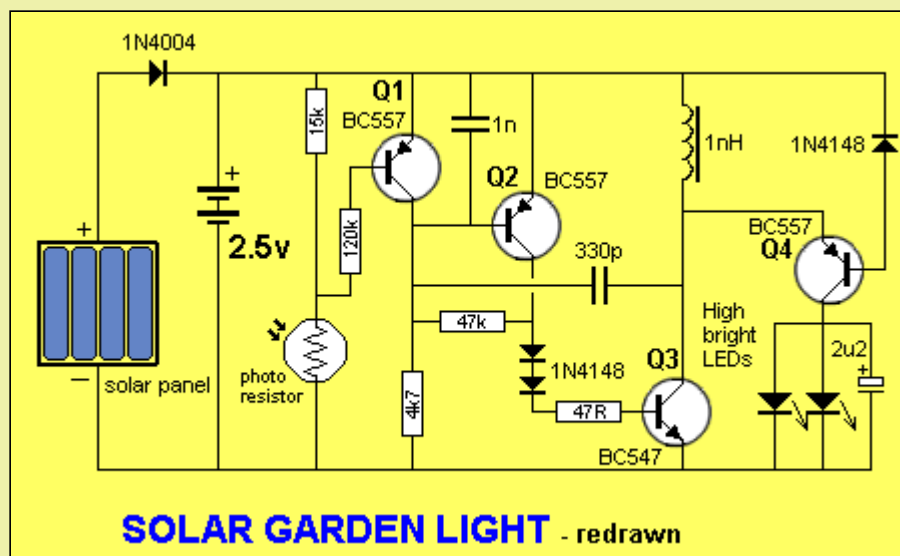 1N4004
15k
Q1
BC557
1n
1nH
1N4148
+
Q2
BC557
BC557
Q4
120k
2.5v
330p
+
High
bright
LEDs
47k
2u2
+
1N4148
Q3
photo
resistor
−
solar panel
4k7
47R
BC547
SOLAR GARDEN LIGHT - redrawn